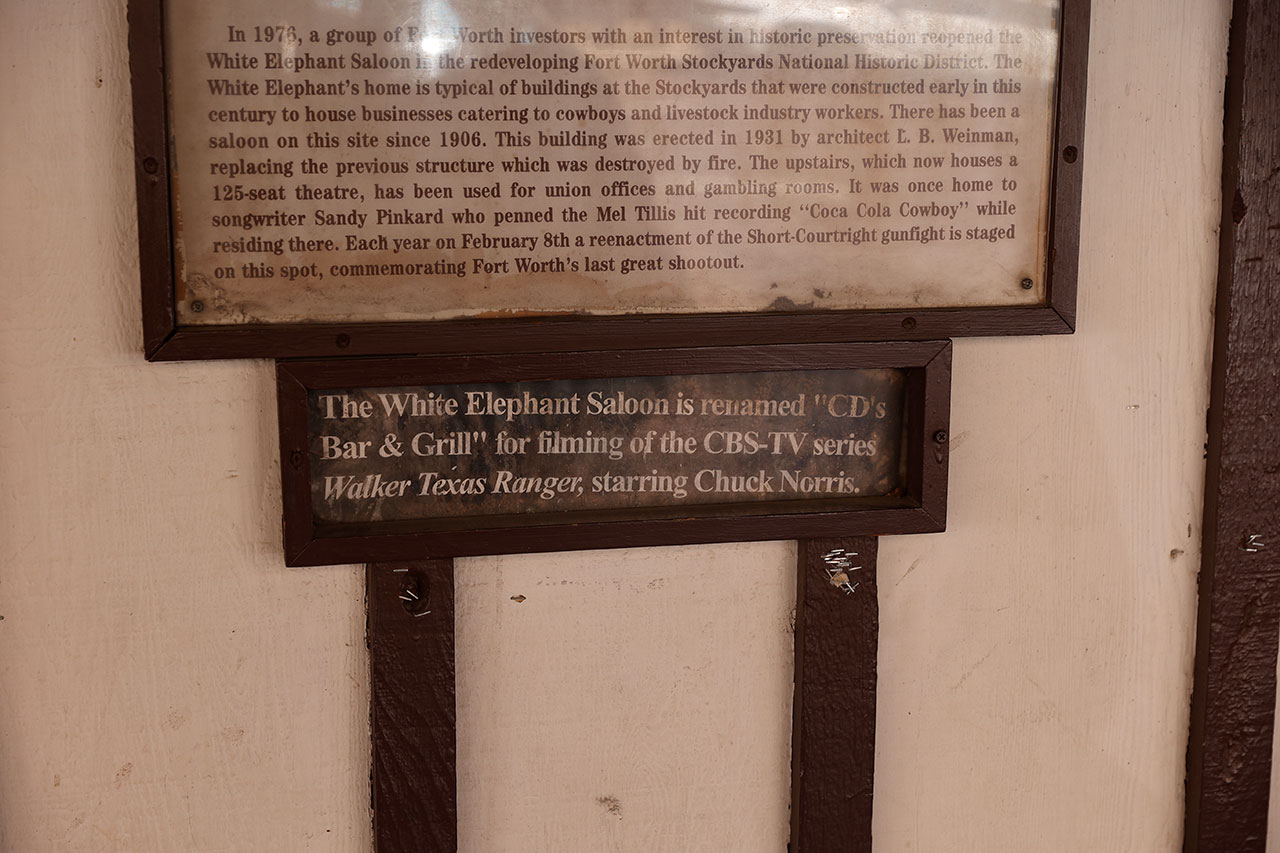 In 1976, a group of Fort Worth investors with an interest in historic preservation reopened the
White Elephant Saloon in the redeveloping Fort Worth Stockyards National Historic District. The
White Elephant's home is typical of buildings at the Stockyards that were constructed early in this
century to house businesses catering to cowboys and livestock industry workers. There has been a
saloon on this site since 1906. This building was erected in 1931 by architect L. B. Weinman,
replacing the previous structure which was destroyed by fire. The upstairs, which now houses a
125-seat theatre, has been used for union offices and gambling rooms. It was once home to
songwriter Sandy Pinkard who penned the Mel Tillis hit recording “Coca Cola Cowboy” while
residing there. Each year on February 8th a reenactment of the Short-Courtright gunfight is staged
on this spot, commemorating Fort Worth's last great shootout.
The White Elephant Saloon is renamed "CD's
Bar & Grill" for filming of the CBS-TV series
Walker Texas Ranger, starring Chuck Norris.